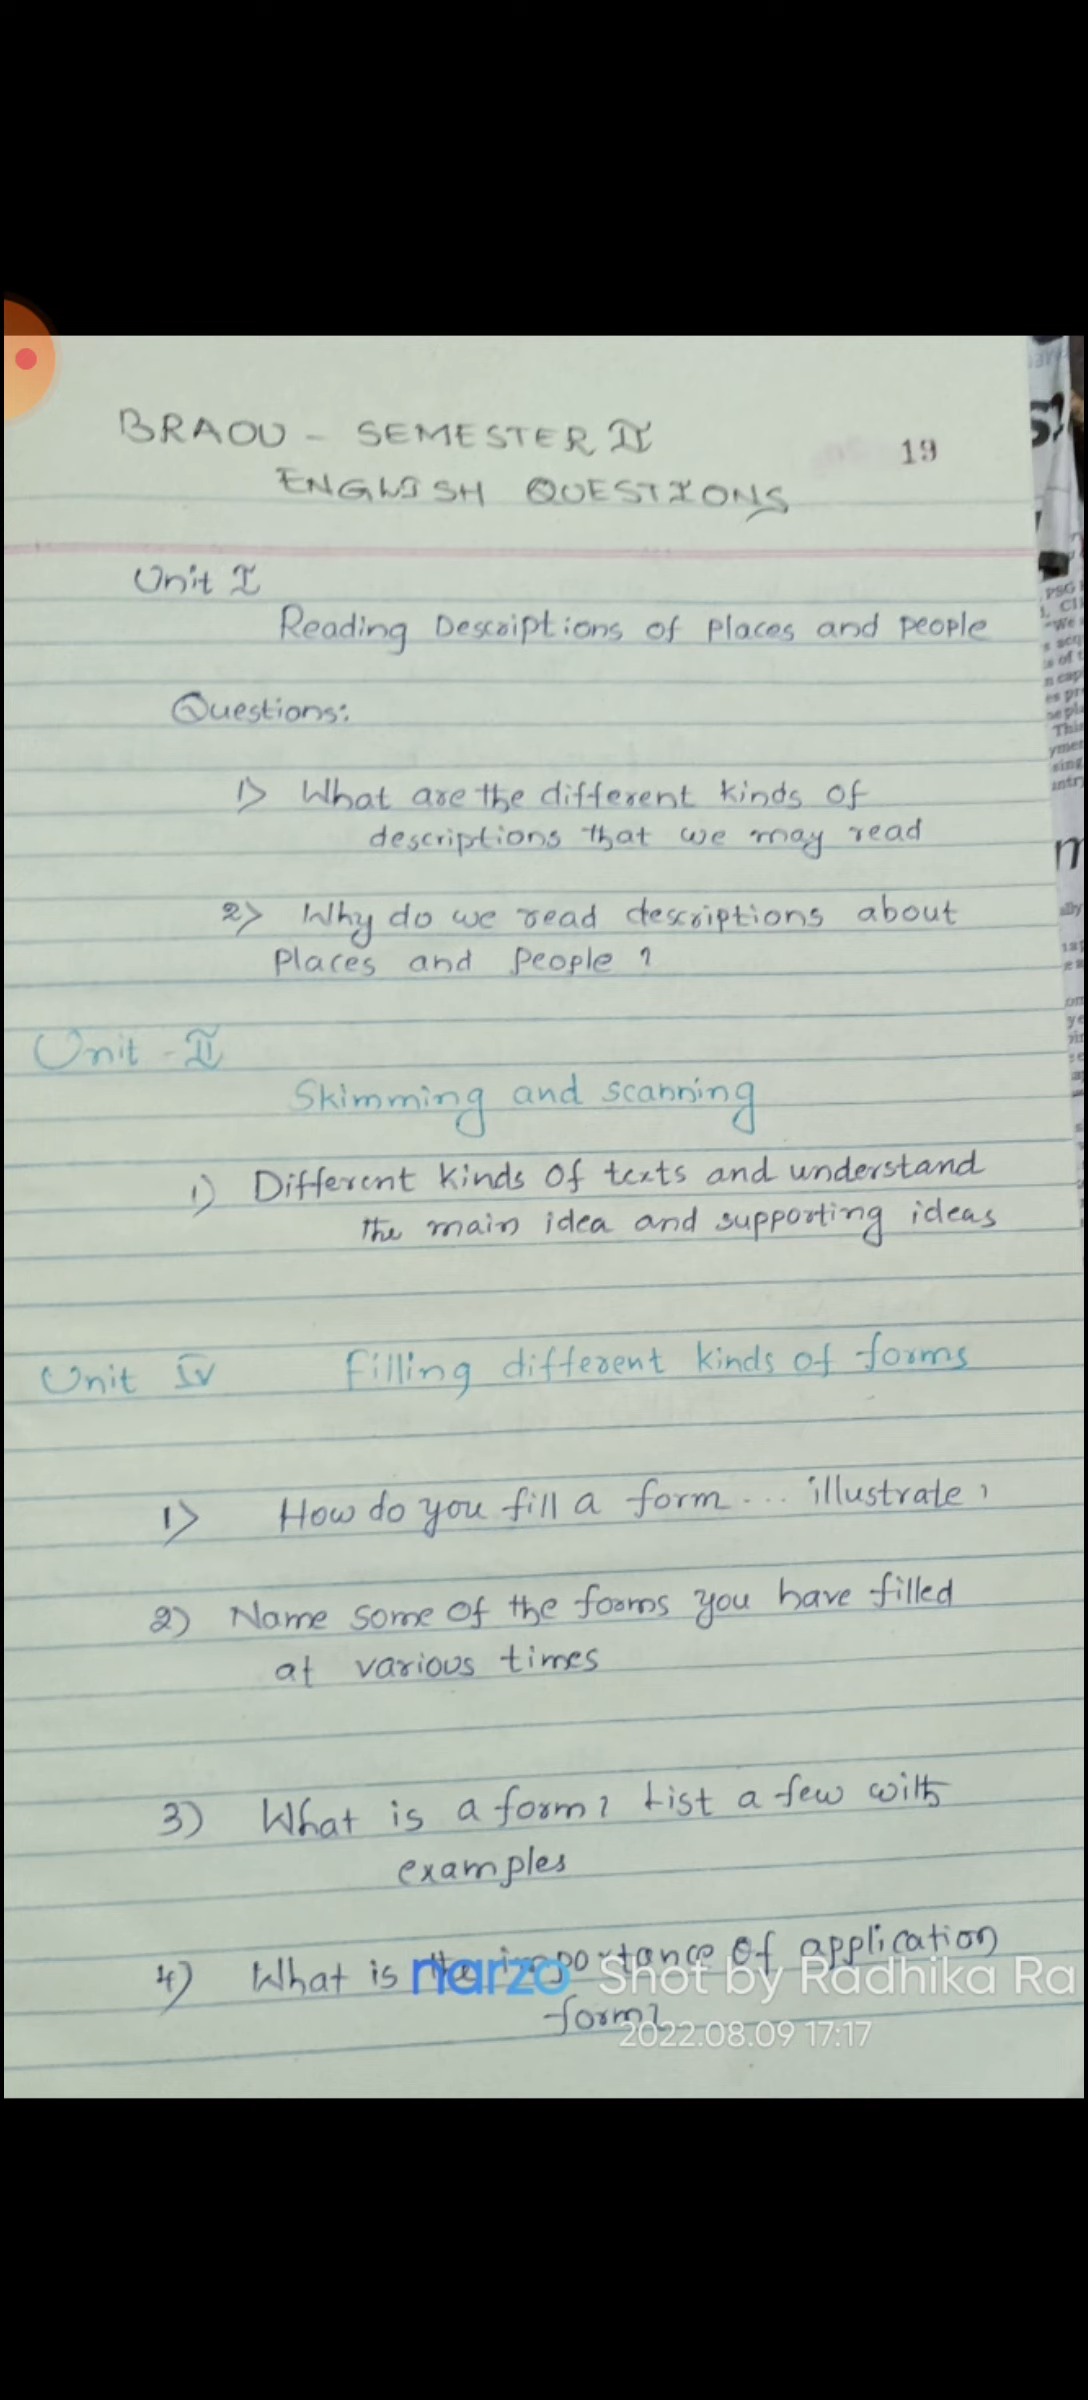 BRAOU - SEMESTER II
19
ENGLISH QUESTIONS
Unit I
Reading Descriptions of places and people
Questions:
1) What are the different kinds of
descriptions that we may read
2) Why do we read descriptions about
places and people ?
Unit - II
Skimming and scanning
1) Different kinds of texts and understand
the main idea and supporting ideas
Unit IV Filling different kinds of forms
1) How do you fill a form ... illustrate ?
2) Name some of the forms you have filled
at various times
3) What is a form? List a few with
examples
4) What is the importance of application
form?
narzo Shot by Radhika Ra
2022.08.09 17:17
PSG